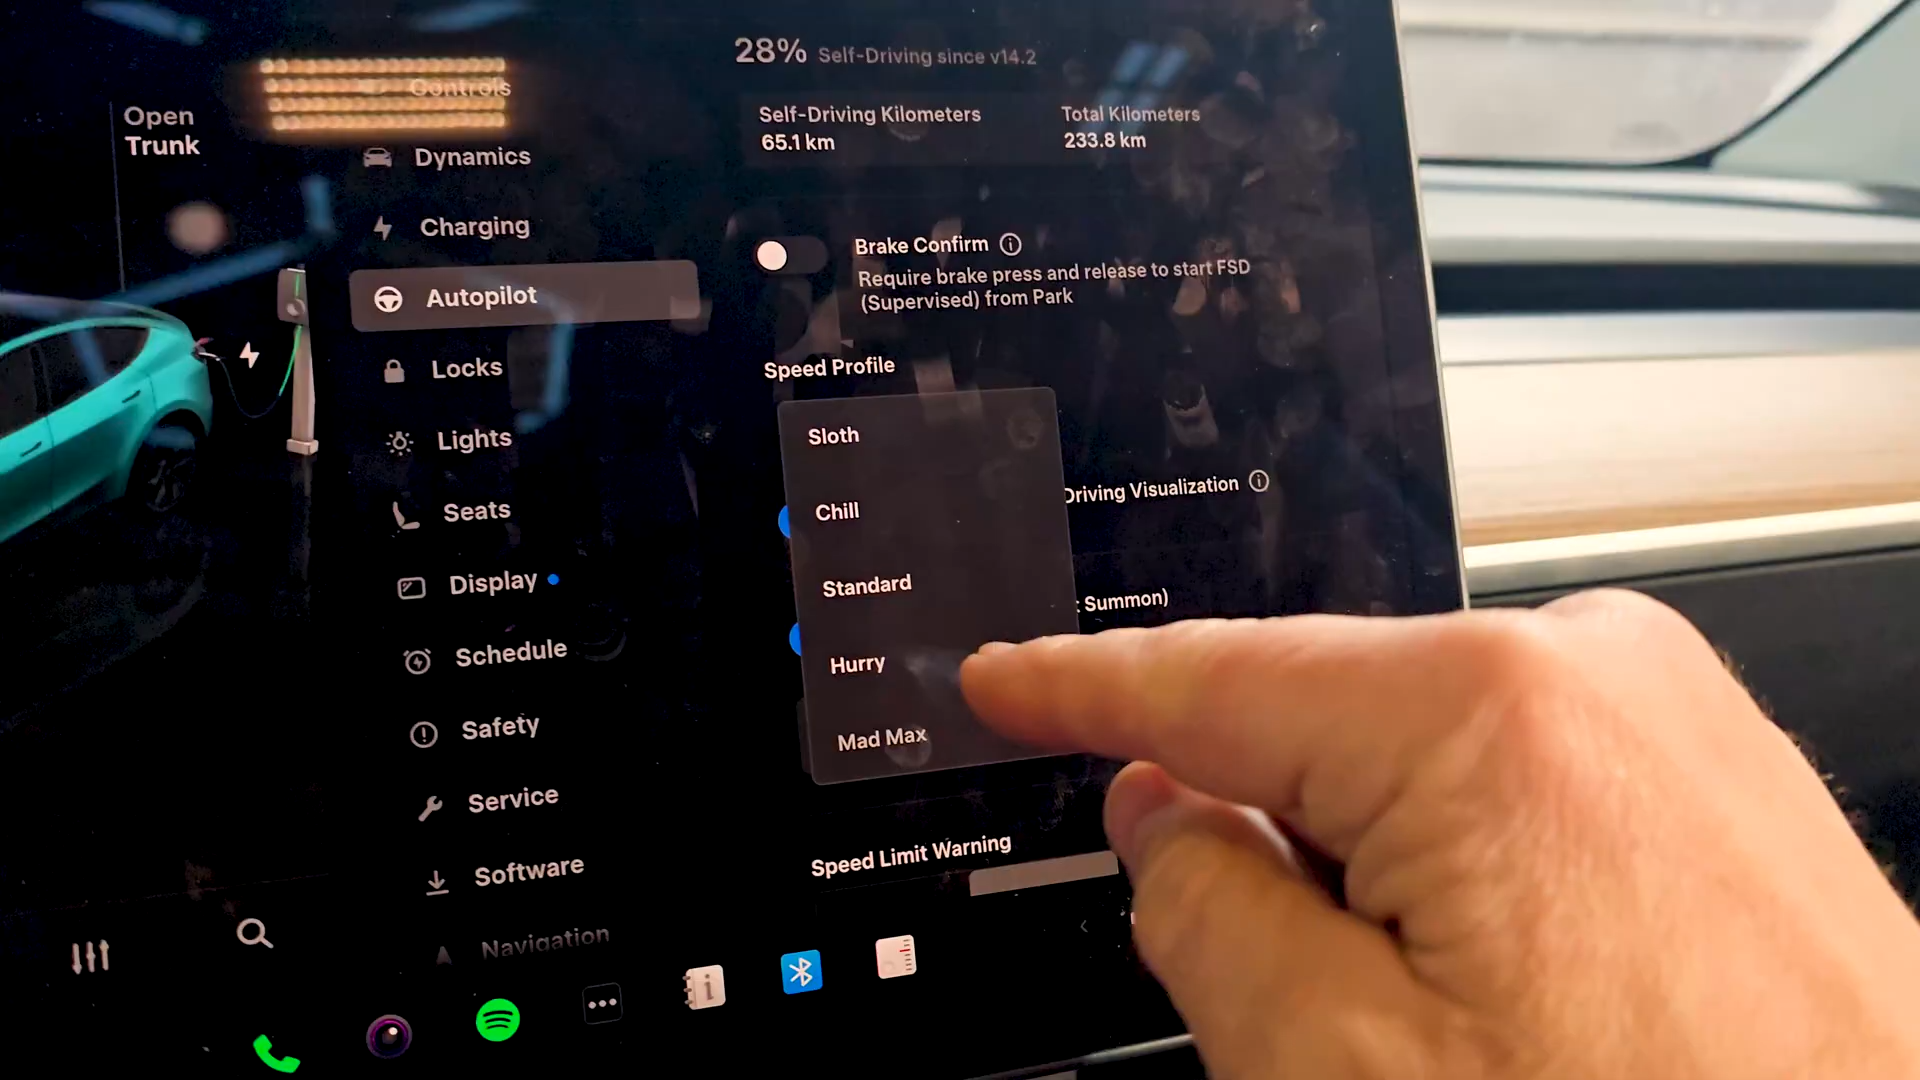 Open
Trunk
Controls
Dynamics
Charging
Autopilot
Locks
Lights
Seats
Display
Schedule
Safety
Service
Software
Navigation
28% Self-Driving since v14.2
Self-Driving Kilometers
65.1 km
Total Kilometers
233.8 km
Brake Confirm
Require brake press and release to start FSD
(Supervised) from Park
Speed Profile
Sloth
Chill
Standard
Hurry
Mad Max
Driving Visualization
Summon)
Speed Limit Warning